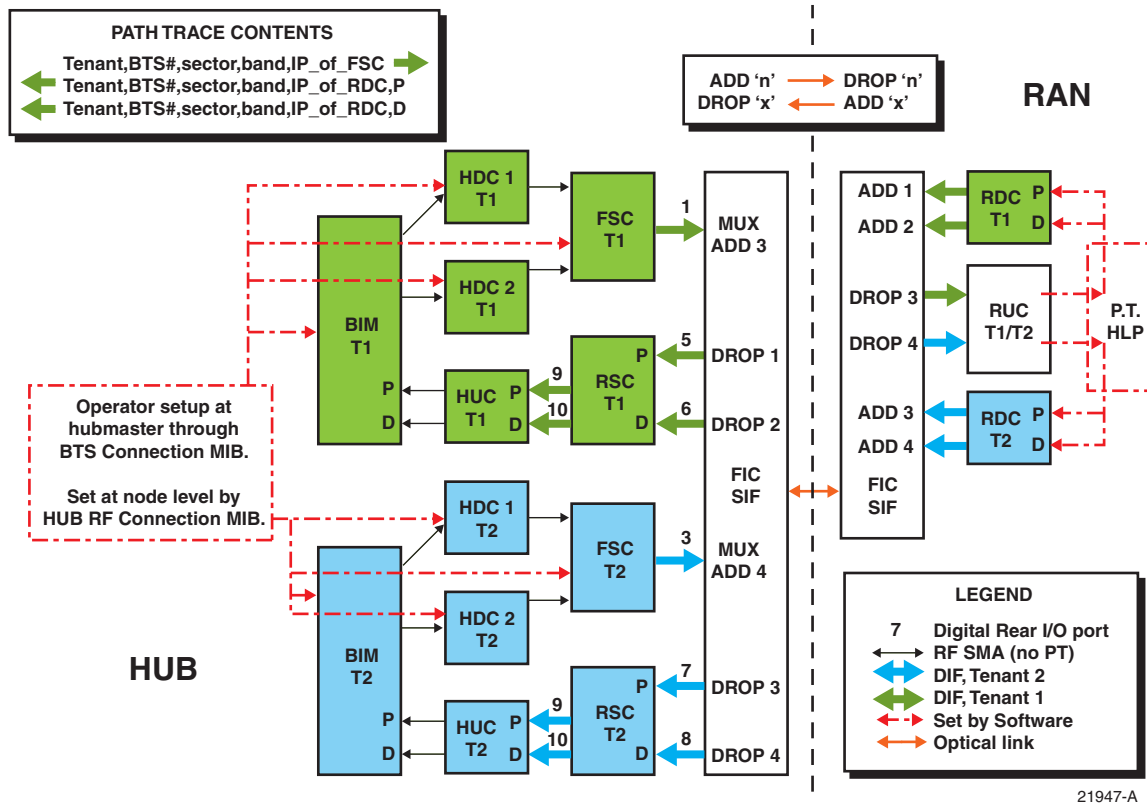 PATH TRACE CONTENTS
Tenant,BTS#,sector,band,IP_of_FSC
Tenant,BTS#,sector,band,IP_of_RDC,P
Tenant,BTS#,sector,band,IP_of_RDC,D
ADD ‘n’ DROP ‘n’
DROP ‘x’ ADD ‘x’
RAN
HDC 1
T1
FSC
T1
1
MUX
ADD 3
HDC 2
T1
BIM
T1
P
D
HUC
T1
P
D
9
10
RSC
T1
P
D
5
6
DROP 1
DROP 2
FIC
SIF
ADD 1
ADD 2
DROP 3
DROP 4
ADD 3
ADD 4
FIC
SIF
RDC
T1
P
D
RUC
T1/T2
P.T.
HLP
RDC
T2
P
D
Operator setup at
hubmaster through
BTS Connection MIB.
Set at node level by
HUB RF Connection MIB.
HDC 1
T2
FSC
T2
3
MUX
ADD 4
HDC 2
T2
HUB
BIM
T2
P
D
HUC
T2
P
D
9
10
RSC
T2
P
D
7
8
DROP 3
DROP 4
LEGEND
7 Digital Rear I/O port
RF SMA (no PT)
DIF, Tenant 2
DIF, Tenant 1
Set by Software
Optical link
21947-A